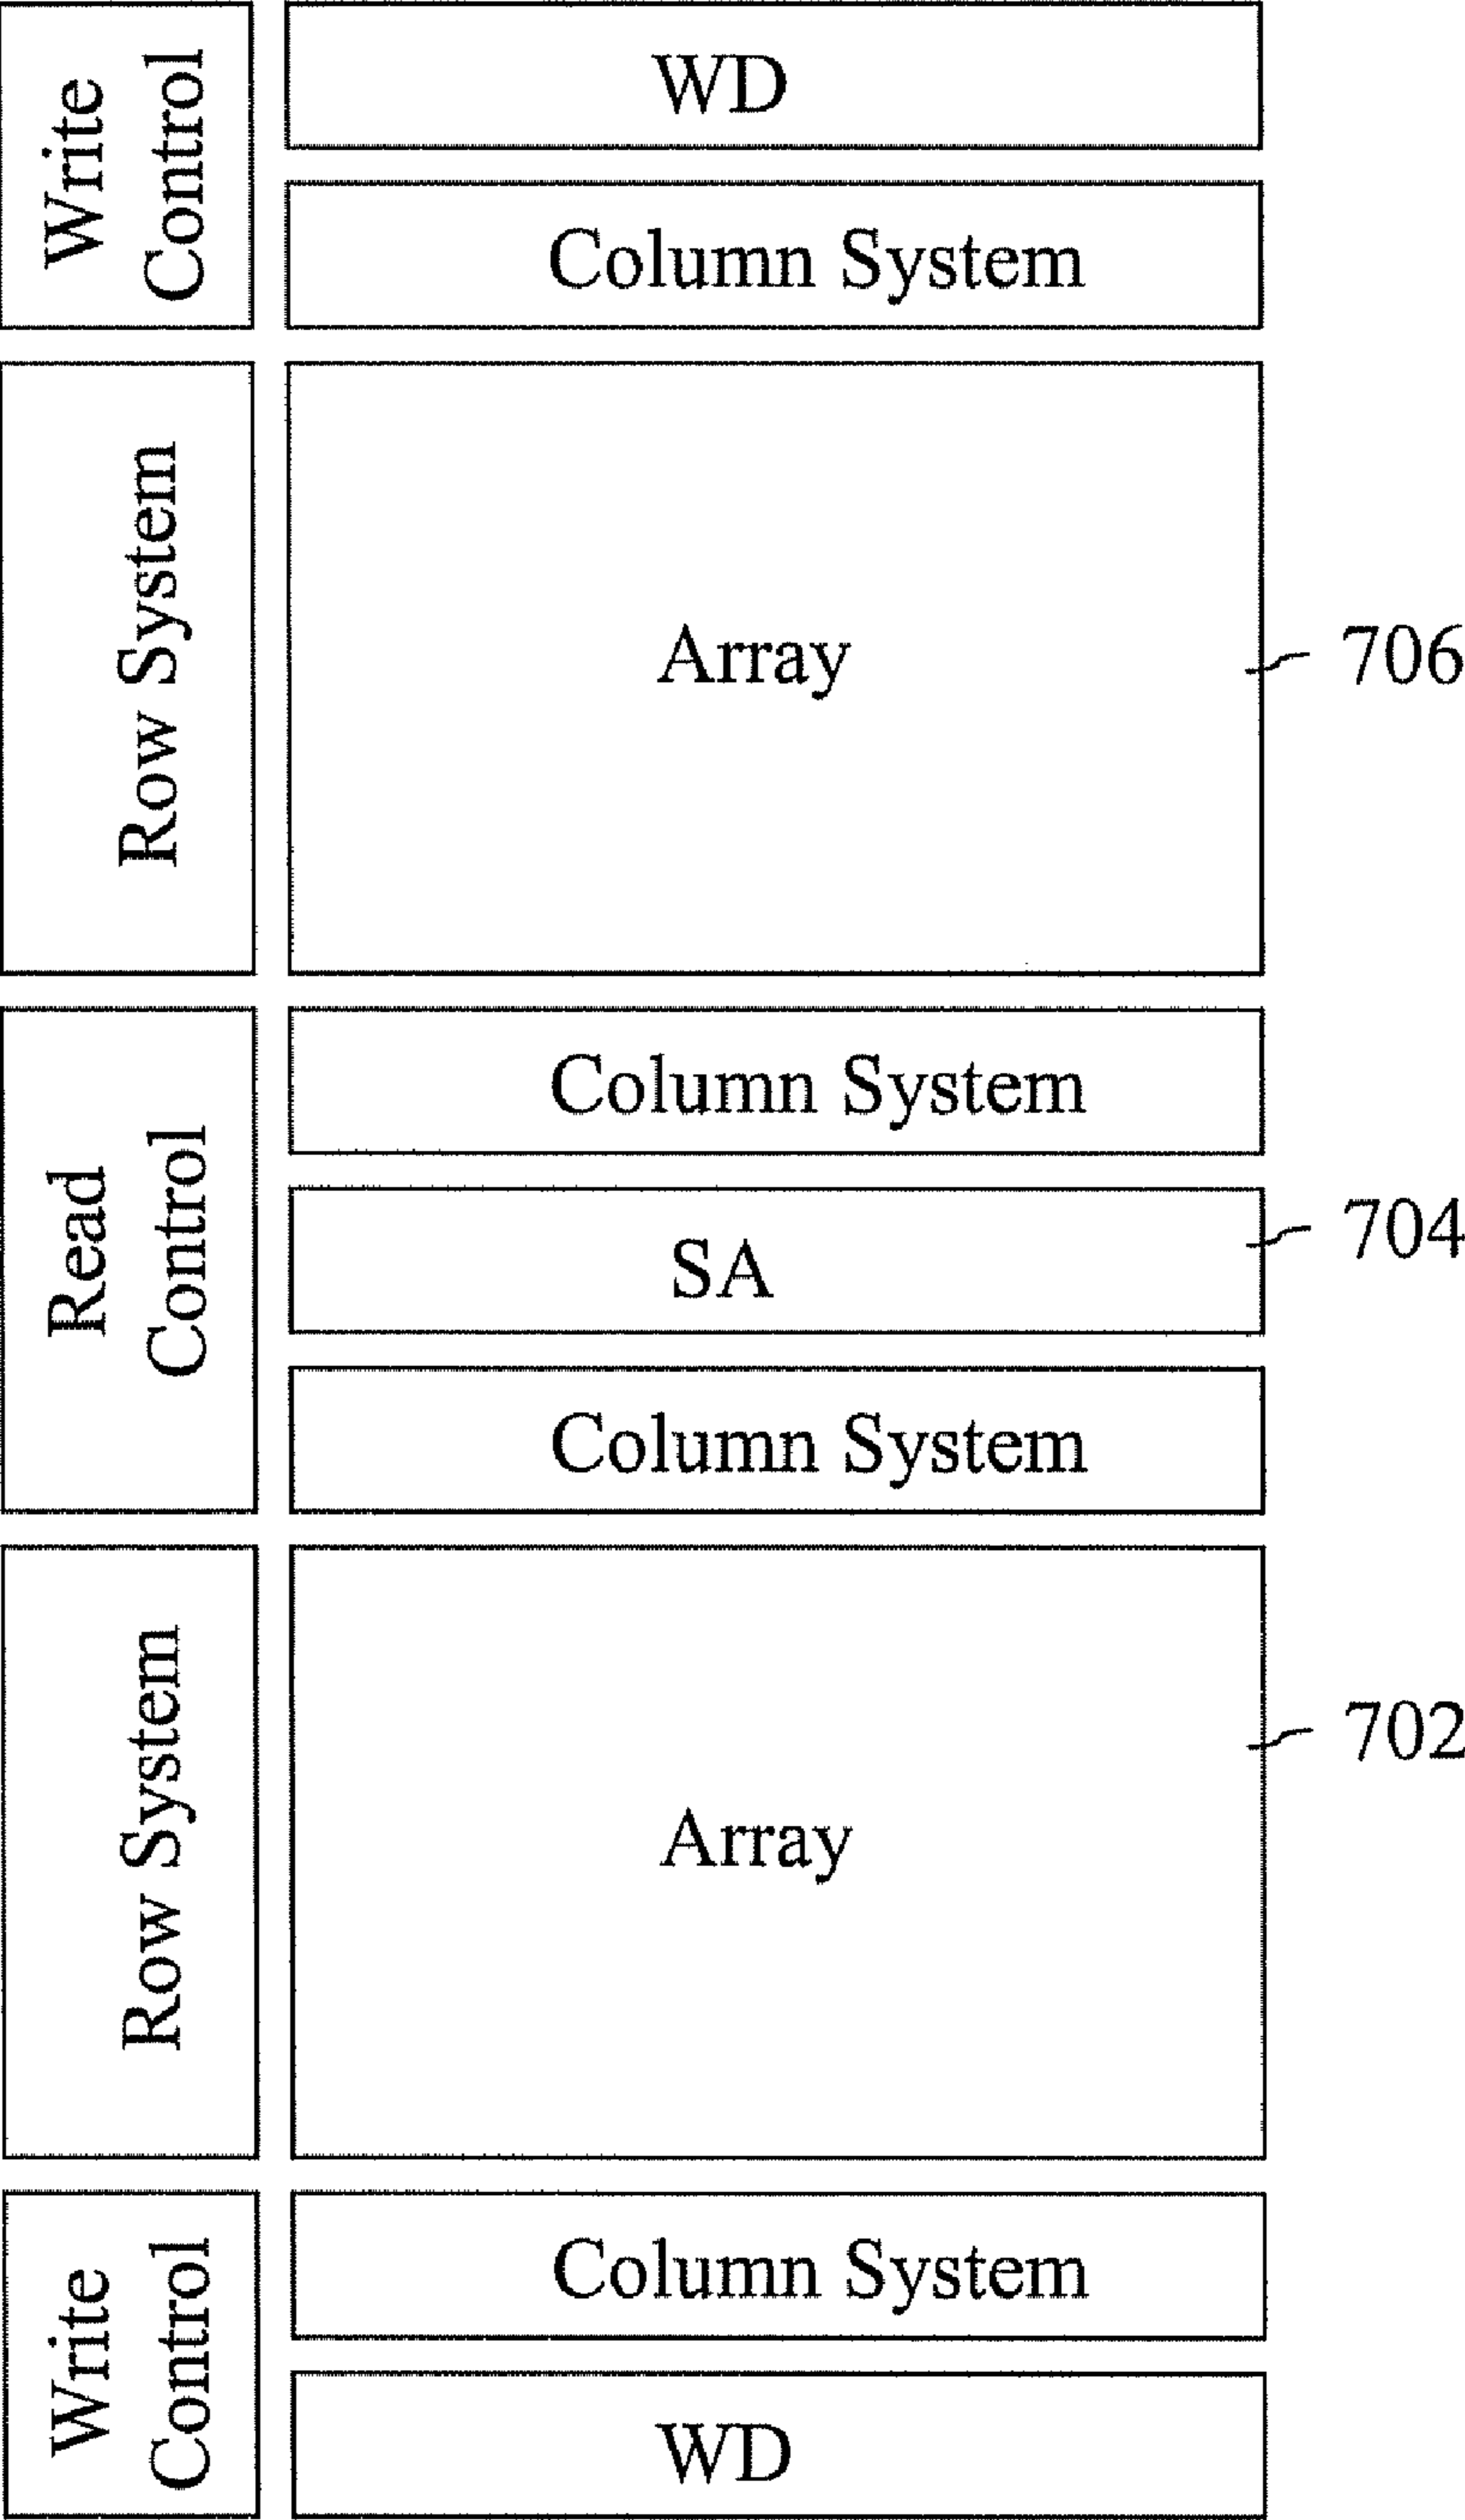 Write
Control
WD
Column System
Row System
Array
706
Read
Control
Column System
SA
704
Column System
Row System
Array
702
Write
Control
Column System
WD